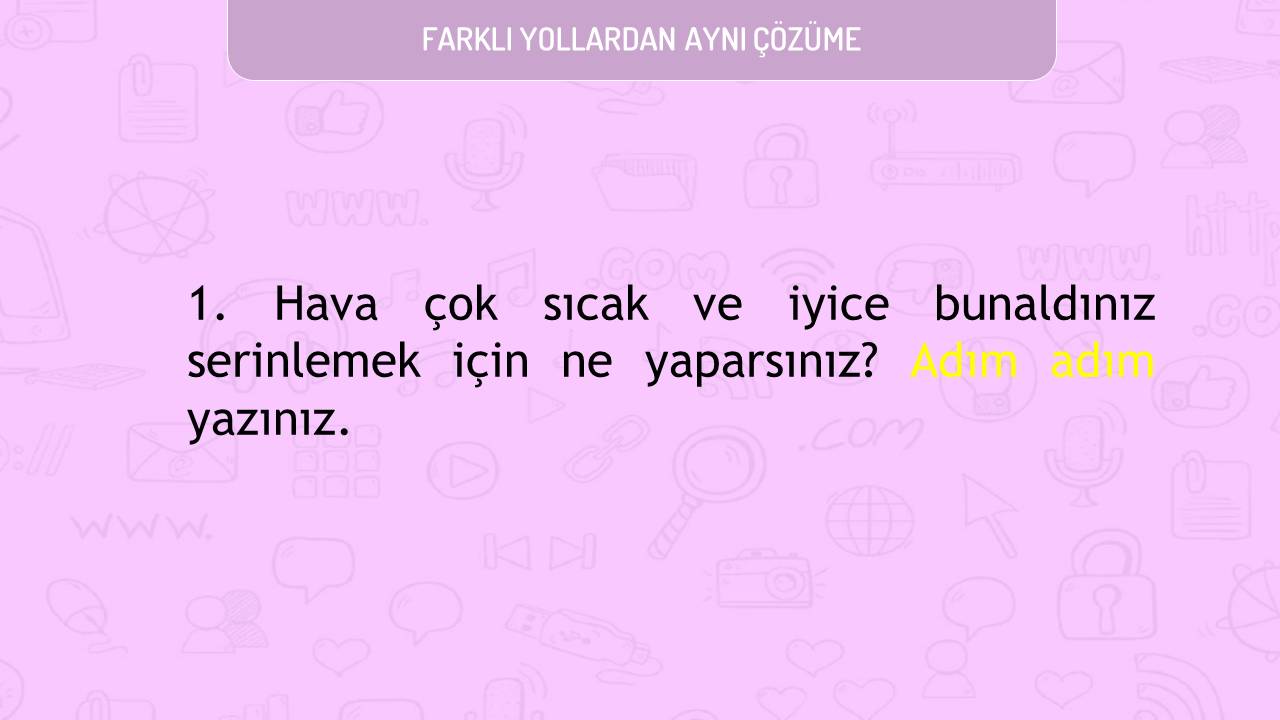 FARKLI YOLLARDAN AYNI ÇÖZÜME
1. Hava çok sıcak ve iyice bunaldınız
serinlemek için ne yaparsınız? Adım adım
yazınız.